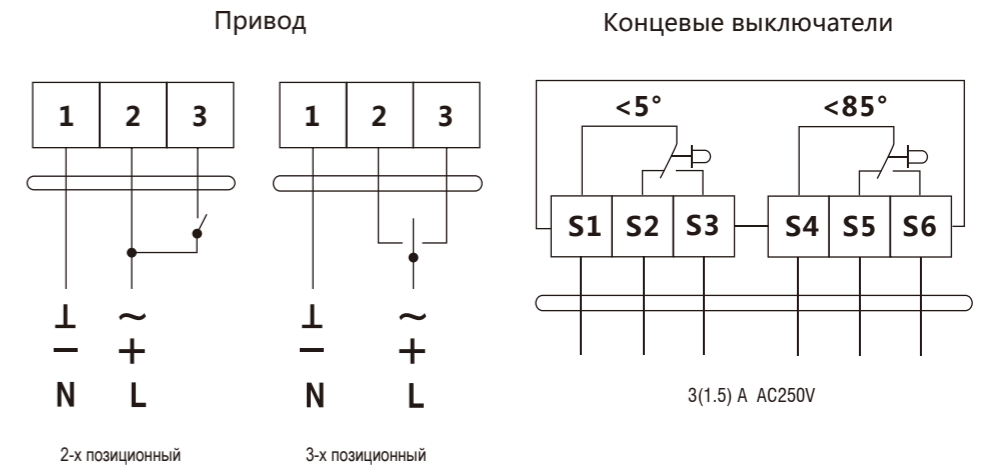 Привод
Концевые выключатели
1 2 3
1 2 3
<5°
<85°
S1 S2 S3
S4 S5 S6
⊥ ~
⊥ ~
− +
− +
N L
N L
3(1.5) A AC250V
2-х позиционный
3-х позиционный